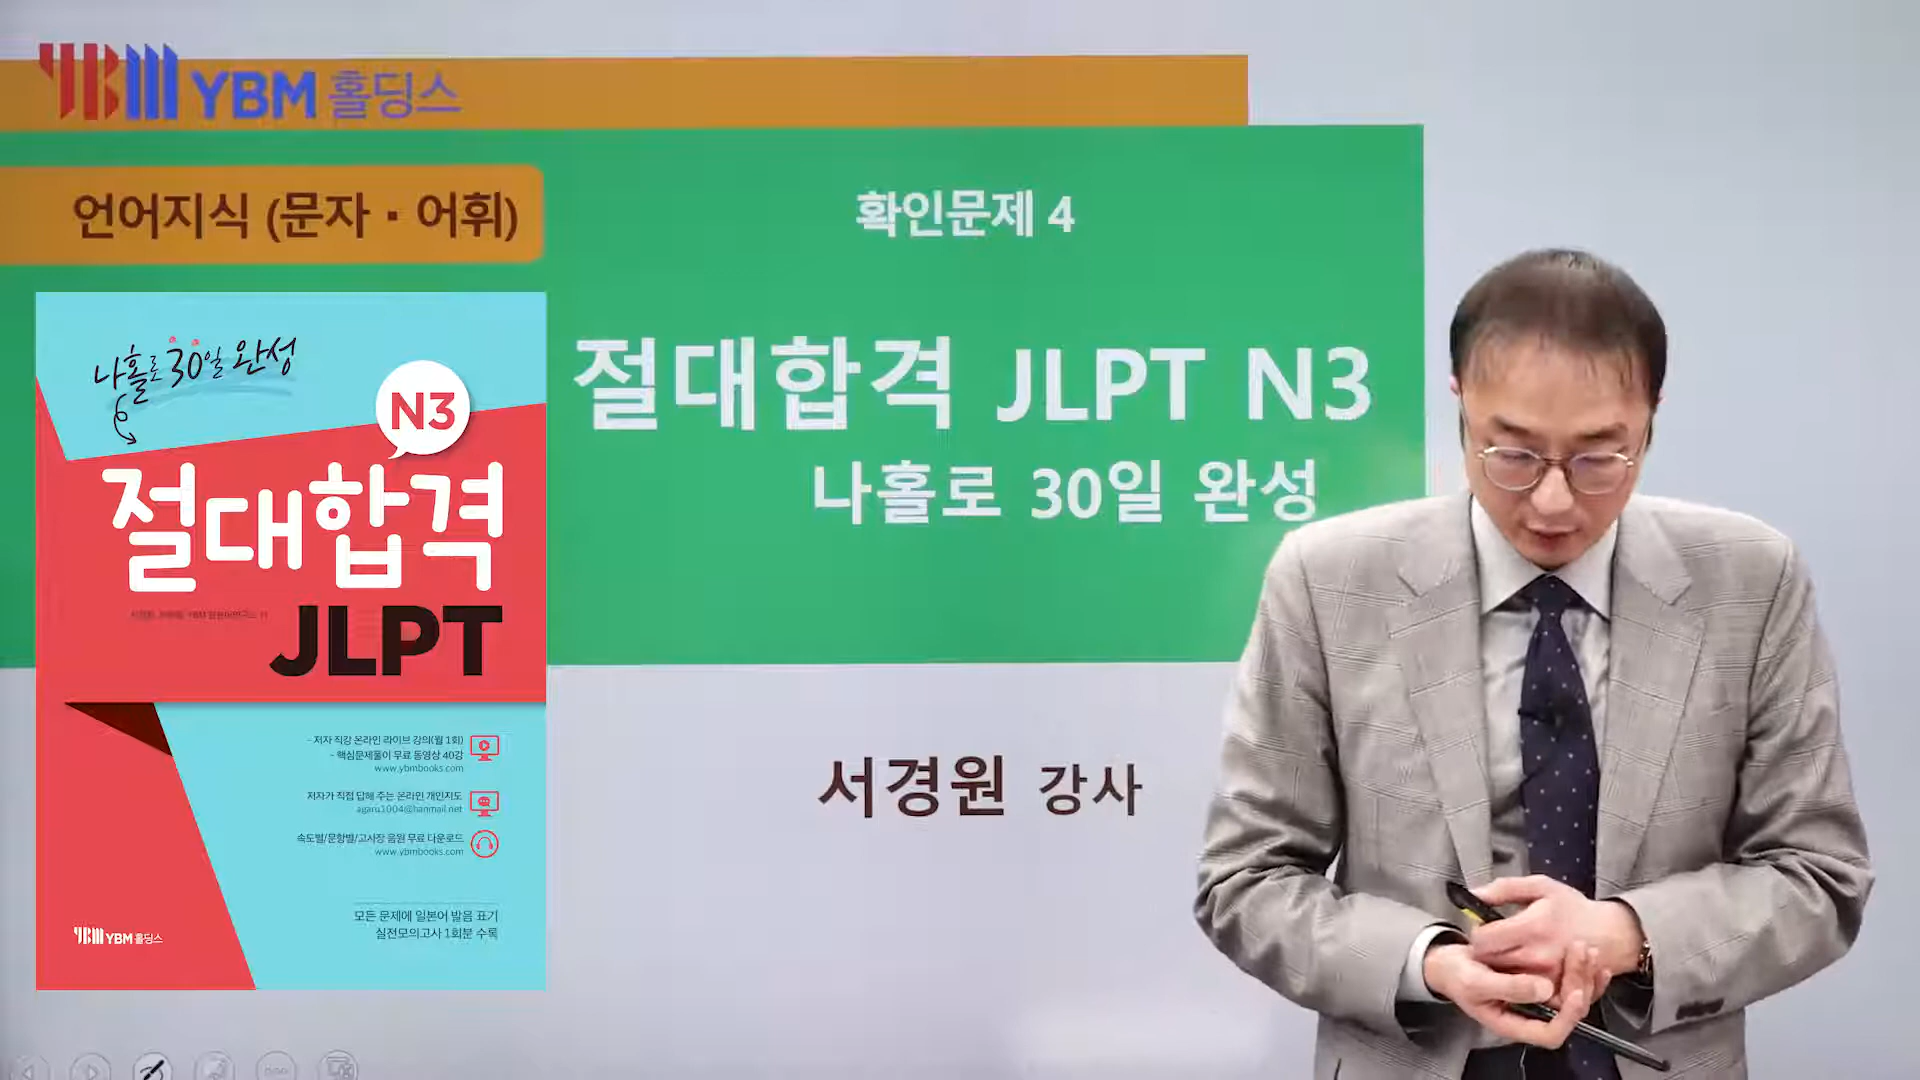 YBM 홀딩스
언어지식 (문자 · 어휘)
확인문제 4
절대합격 JLPT N3
나홀로 30일 완성
서경원 강사
나홀로 30일 완성
N3
절대합격
JLPT
- 저자 직강 온라인 라이브 강의(월 1회)
- 핵심문제풀이 무료 동영상 40강
www.ybmbooks.com
저자가 직접 답해 주는 온라인 개인지도
agaru1004@hanmail.net
속도별/문항별/고사장 음원 무료 다운로드
www.ybmbooks.com
모든 문제에 일본어 발음 표기
실전모의고사 1회분 수록
YBM 홀딩스